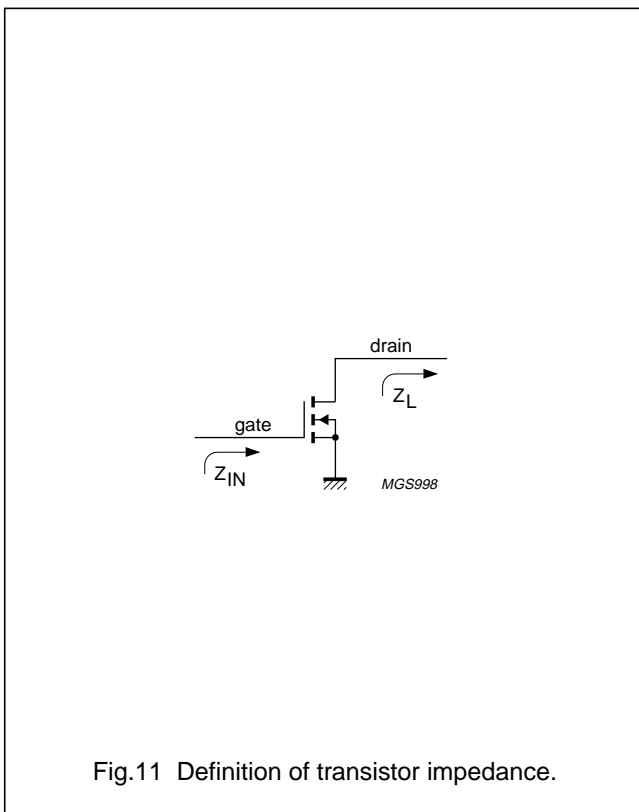 drain
Z_L
gate
Z_IN
MGS998
Fig.11 Definition of transistor impedance.